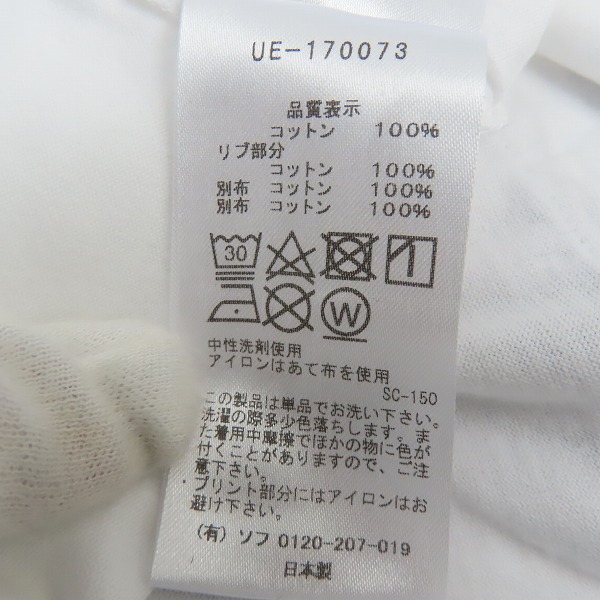 UE-170073
品質表示
コットン 100%
リブ部分
コットン 100%
別布 コットン 100%
別布 コットン 100%
30
W
中性洗剤使用
アイロンはあて布を使用
SC-150
この製品は単品でお洗い下さい。
洗濯の際多少色落ちします。ま
た着用中摩擦でほかの物に色が
付くことがありますので、ご注
意下さい。
・プリント部分にはアイロンはお
避け下さい。
(有) ソフ 0120-207-019
日本製